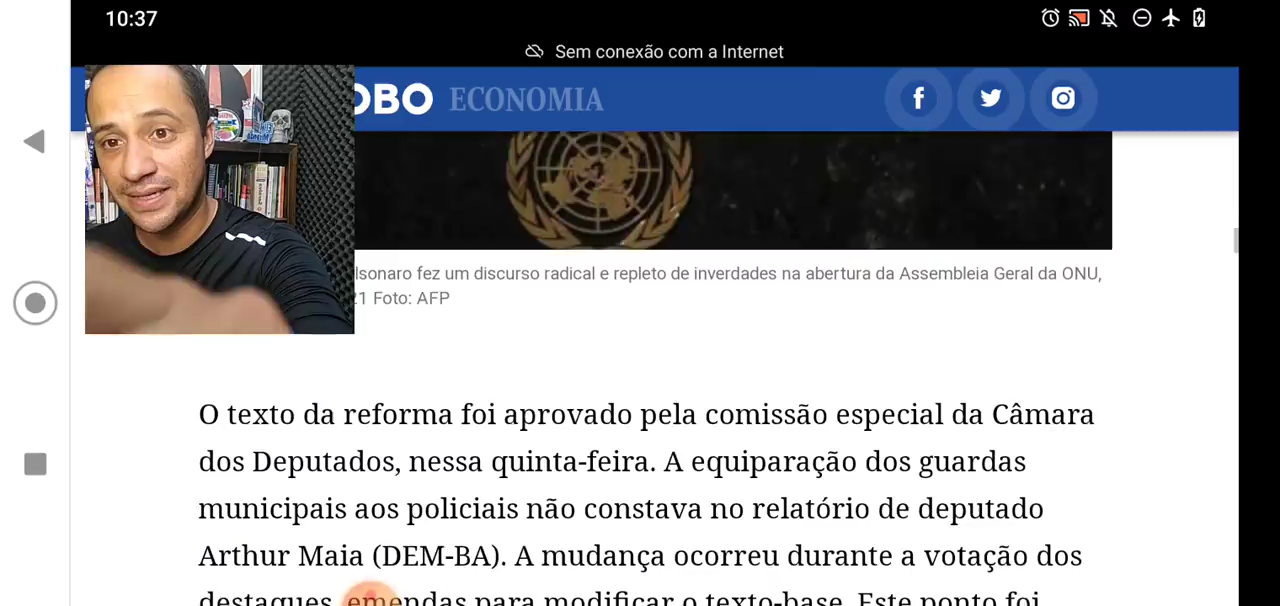 10:37
Sem conexão com a Internet
OBO ECONOMIA
lsonaro fez um discurso radical e repleto de inverdades na abertura da Assembleia Geral da ONU,
21 Foto: AFP
O texto da reforma foi aprovado pela comissão especial da Câmara
dos Deputados, nessa quinta-feira. A equiparação dos guardas
municipais aos policiais não constava no relatório de deputado
Arthur Maia (DEM-BA). A mudança ocorreu durante a votação dos
destaques, emendas para modificar o texto-base. Este ponto foi